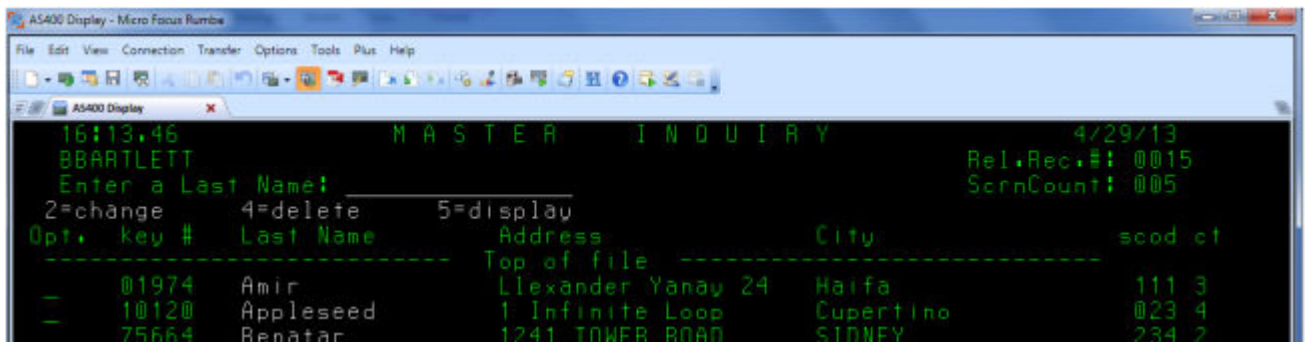 AS400 Display - Micro Focus Rumba
File Edit View Connection Transfer Options Tools Plus Help
AS400 Display
16:13.46 MASTER INQUIRY 4/29/13
BBARTLETT Rel.Rec.#: 0015
Enter a Last Name: ScrnCount: 005
2=change 4=delete 5=display
Opt. Key # Last Name Address City scod ct
Top of file
01974 Amir Llexander Yanay 24 Haifa 111 3
10120 Appleseed 1 Infinite Loop Cupertino 023 4
75664 Benatar 1241 TOWER ROAD SIDNEY 234 2